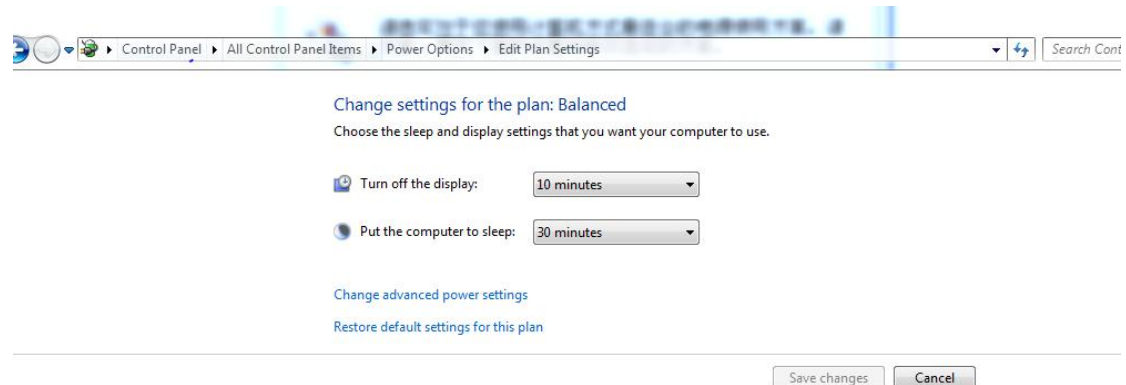 Control Panel ▸ All Control Panel Items ▸ Power Options ▸ Edit Plan Settings
Search Cont
Change settings for the plan: Balanced
Choose the sleep and display settings that you want your computer to use.
Turn off the display: 10 minutes
Put the computer to sleep: 30 minutes
Change advanced power settings
Restore default settings for this plan
Save changes Cancel